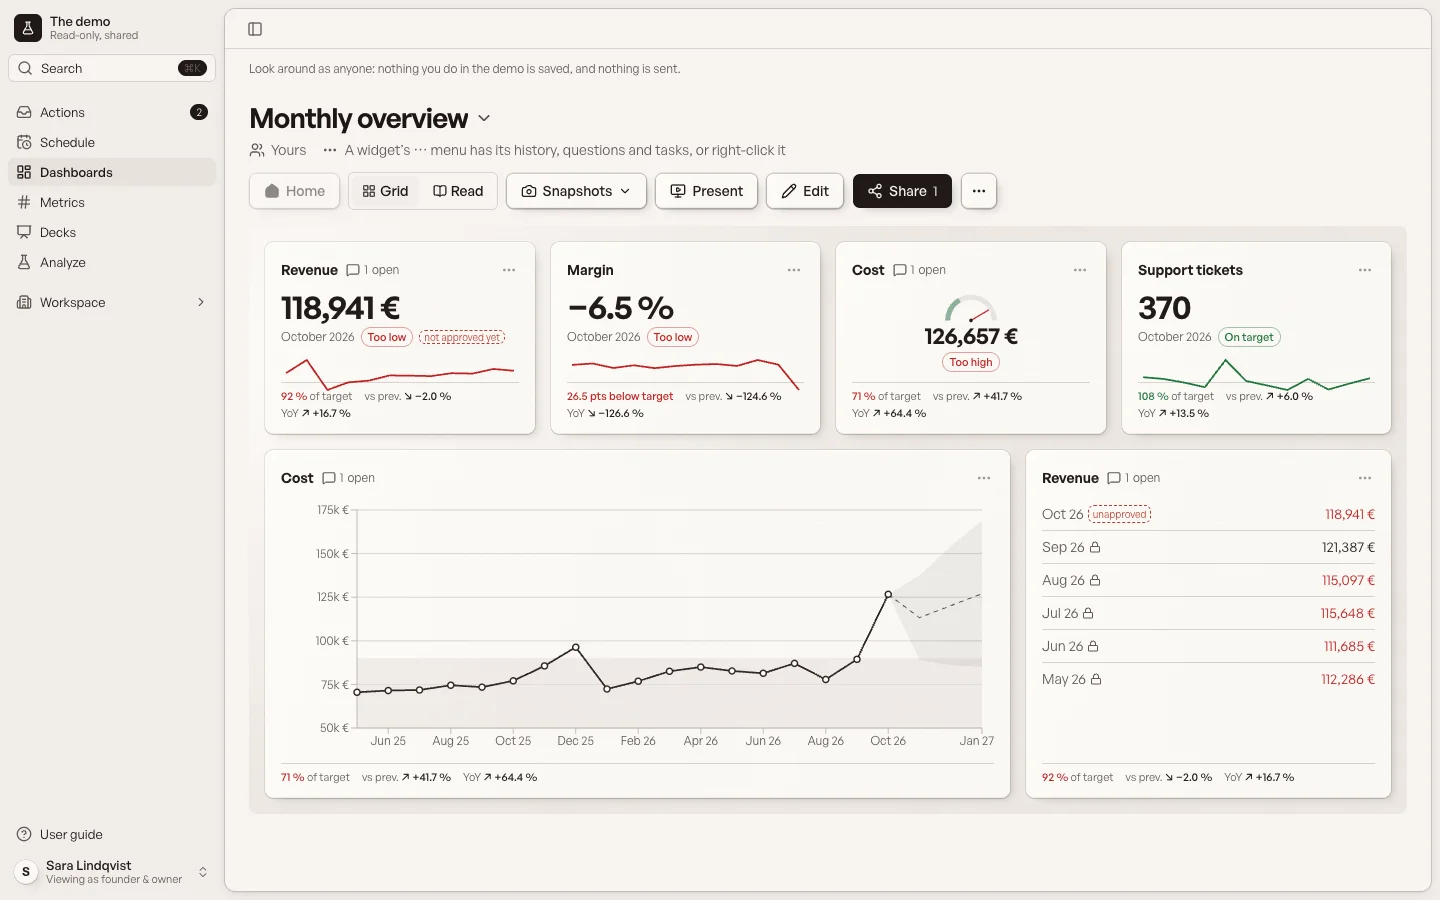 The demo
Read-only, shared
Search ⌘K
Actions 2
Schedule
Dashboards
Metrics
Decks
Analyze
Workspace
User guide
S Sara Lindqvist
Viewing as founder & owner
Look around as anyone: nothing you do in the demo is saved, and nothing is sent.
Monthly overview
Yours ··· A widget's ··· menu has its history, questions and tasks, or right-click it
Home Grid Read Snapshots Present Edit Share 1 ···
Revenue 1 open ···
118,941 €
October 2026 Too low not approved yet
92 % of target vs prev. ↘ −2.0 %
YoY ↗ +16.7 %
Margin ···
−6.5 %
October 2026 Too low
26.5 pts below target vs prev. ↘ −124.6 %
YoY ↘ −126.6 %
Cost 1 open ···
126,657 €
Too high
71 % of target vs prev. ↗ +41.7 %
YoY ↗ +64.4 %
Support tickets ···
370
October 2026 On target
108 % of target vs prev. ↗ +6.0 %
YoY ↗ +13.5 %
Cost 1 open ···
175k €
150k €
125k €
100k €
75k €
50k €
Jun 25 Aug 25 Oct 25 Dec 25 Feb 26 Apr 26 Jun 26 Aug 26 Oct 26 Jan 27
71 % of target vs prev. ↗ +41.7 % YoY ↗ +64.4 %
Revenue 1 open ···
Oct 26 unapproved 118,941 €
Sep 26 121,387 €
Aug 26 115,097 €
Jul 26 115,648 €
Jun 26 111,685 €
May 26 112,286 €
92 % of target vs prev. ↘ −2.0 % YoY ↗ +16.7 %